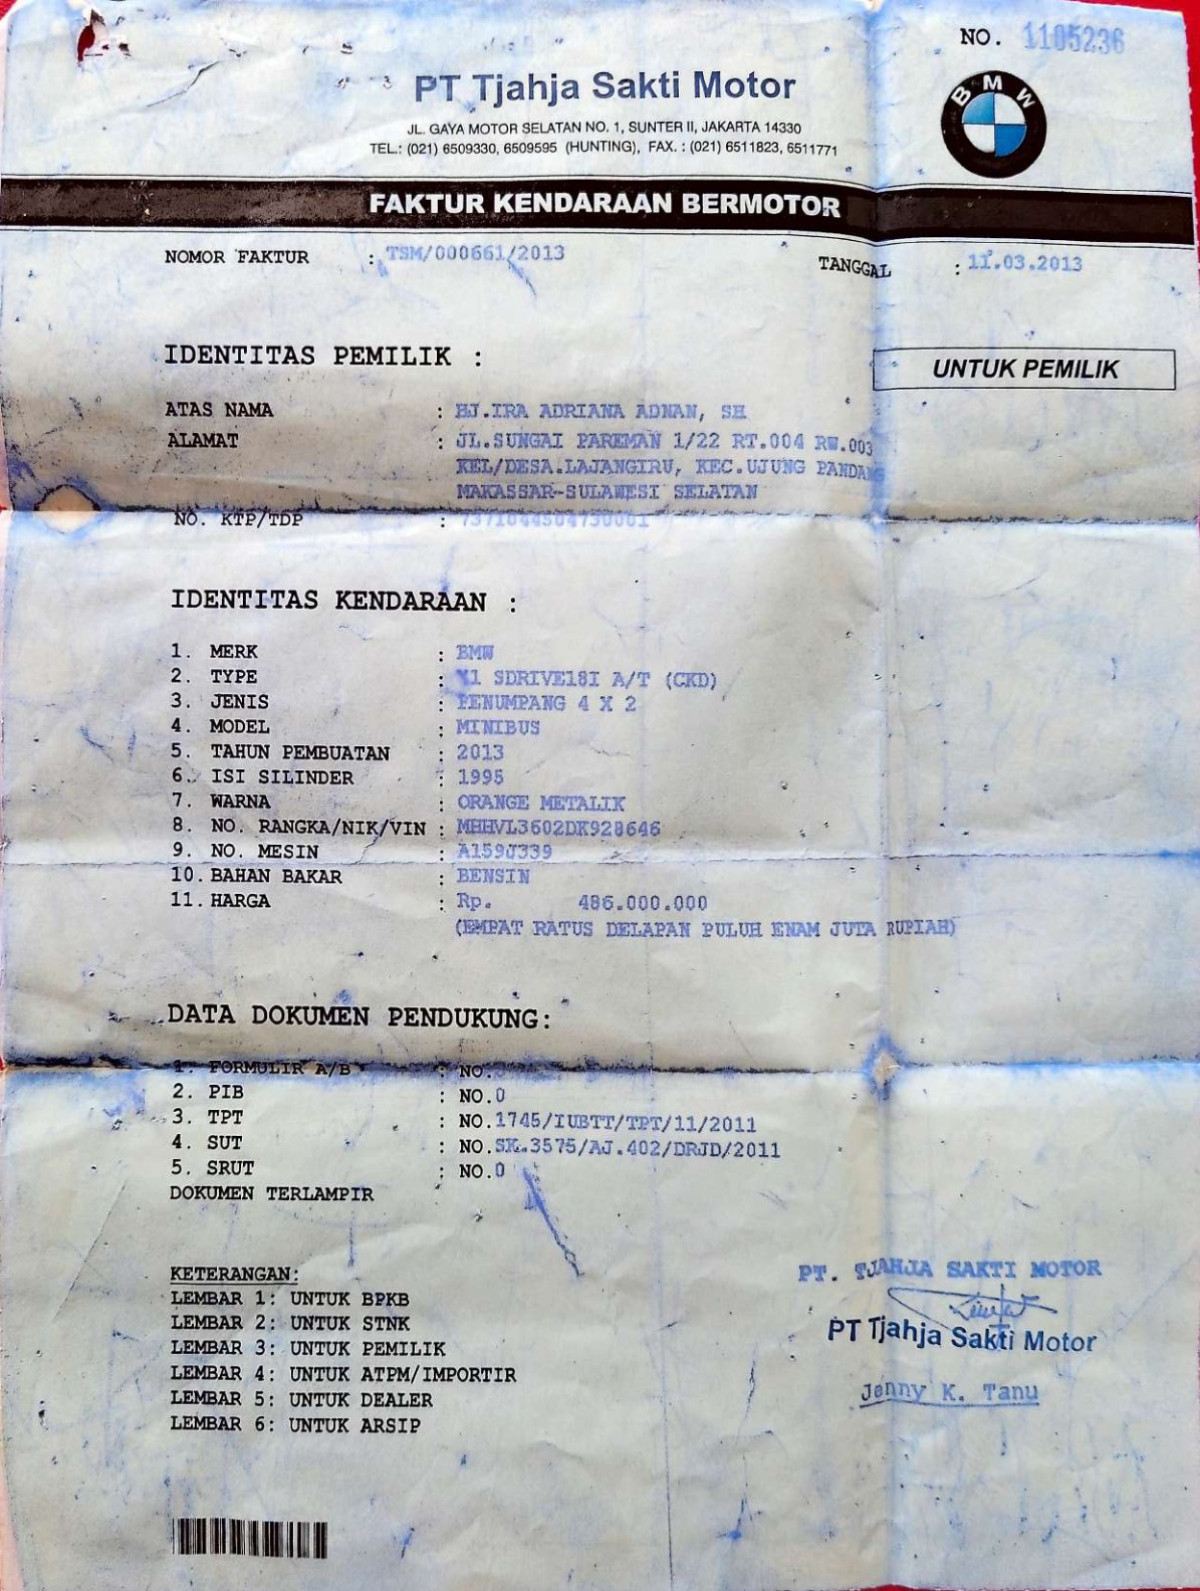 NO. 1105236
PT Tjahja Sakti Motor
BMW
JL. GAYA MOTOR SELATAN NO. 1, SUNTER II, JAKARTA 14330
TEL.: (021) 6509330, 6509595 (HUNTING), FAX. : (021) 6511823, 6511771
FAKTUR KENDARAAN BERMOTOR
NOMOR FAKTUR : TSM/000661/2013
TANGGAL : 11.03.2013
IDENTITAS PEMILIK :
UNTUK PEMILIK
ATAS NAMA : HJ.IRA ADRIANA ADNAN, SH
ALAMAT : JL.SUNGAI PAREMAN 1/22 RT.004 RW.003
KEL/DESA.LAJANGIRU, KEC.UJUNG PANDANG
MAKASSAR-SULAWESI SELATAN
NO. KTP/TDP :
IDENTITAS KENDARAAN :
1. MERK : BMW
2. TYPE : X1 SDRIVE18I A/T (CKD)
3. JENIS : PENUMPANG 4 X 2
4. MODEL : MINIBUS
5. TAHUN PEMBUATAN : 2013
6. ISI SILINDER : 1995
7. WARNA : ORANGE METALIK
8. NO. RANGKA/NIK/VIN : MHHVL3602DK928646
9. NO. MESIN : A159J339
10. BAHAN BAKAR : BENSIN
11. HARGA : Rp. 486.000.000
(EMPAT RATUS DELAPAN PULUH ENAM JUTA RUPIAH)
DATA DOKUMEN PENDUKUNG:
1. FORMULIR A/B : NO.
2. PIB : NO.0
3. TPT : NO.1745/IUBTT/TPT/11/2011
4. SUT : NO.SK.3575/AJ.402/DRJD/2011
5. SRUT : NO.0
DOKUMEN TERLAMPIR
KETERANGAN:
LEMBAR 1: UNTUK BPKB
LEMBAR 2: UNTUK STNK
LEMBAR 3: UNTUK PEMILIK
LEMBAR 4: UNTUK ATPM/IMPORTIR
LEMBAR 5: UNTUK DEALER
LEMBAR 6: UNTUK ARSIP
PT. TJAHJA SAKTI MOTOR
PT Tjahja Sakti Motor
Jenny K. Tanu